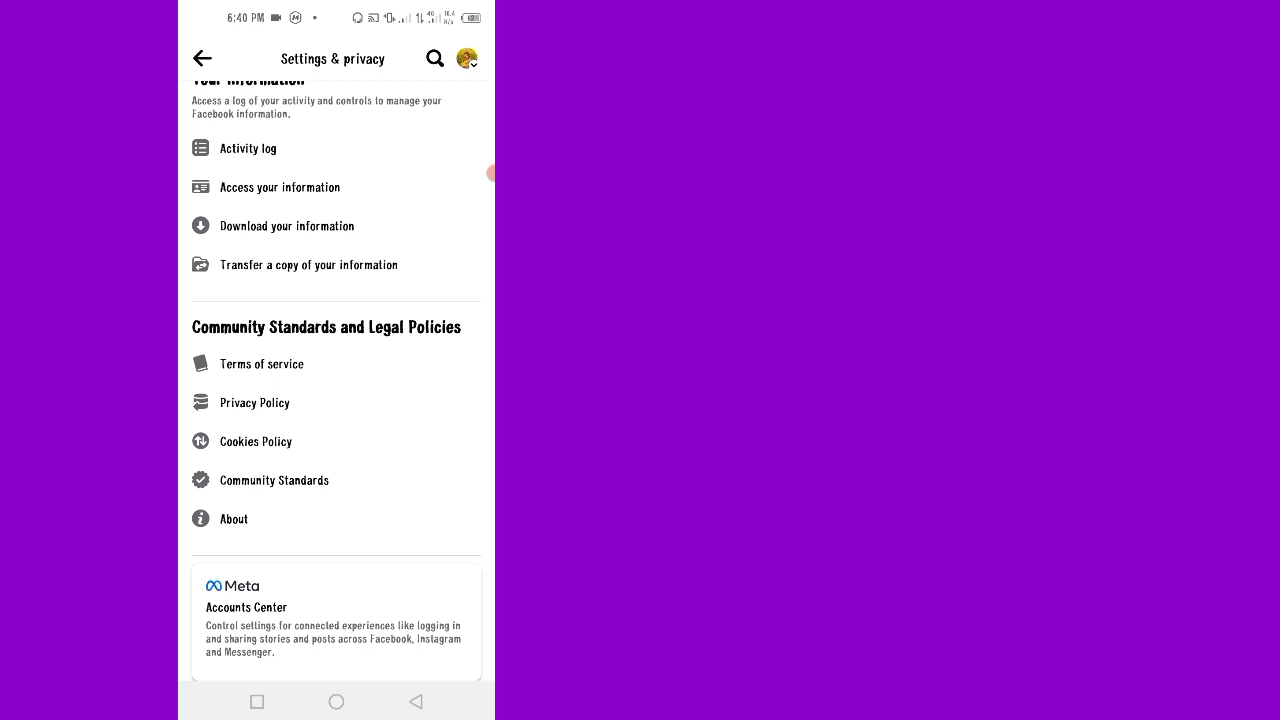 6:40 PM
4G 16.4 K/s
Settings & privacy
Your Information
Access a log of your activity and controls to manage your
Facebook information.
Activity log
Access your information
Download your information
Transfer a copy of your information
Community Standards and Legal Policies
Terms of service
Privacy Policy
Cookies Policy
Community Standards
About
Meta
Accounts Center
Control settings for connected experiences like logging in
and sharing stories and posts across Facebook, Instagram
and Messenger.